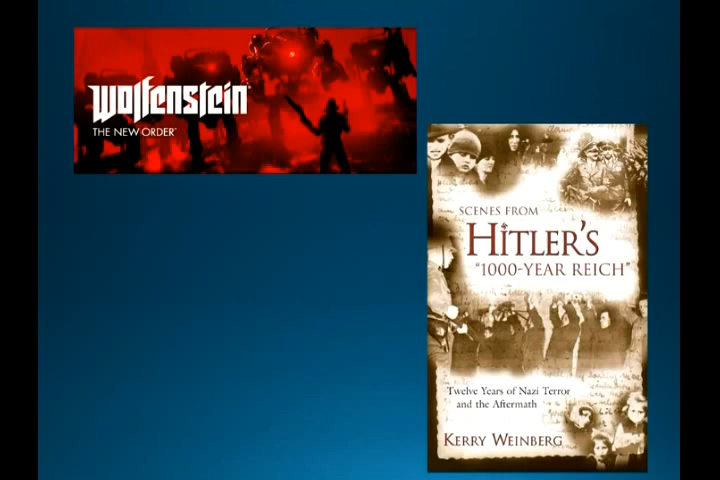 Wolfenstein
THE NEW ORDER
SCENES FROM
HITLER'S
"1000-YEAR REICH"
Twelve Years of Nazi Terror
and the Aftermath
KERRY WEINBERG